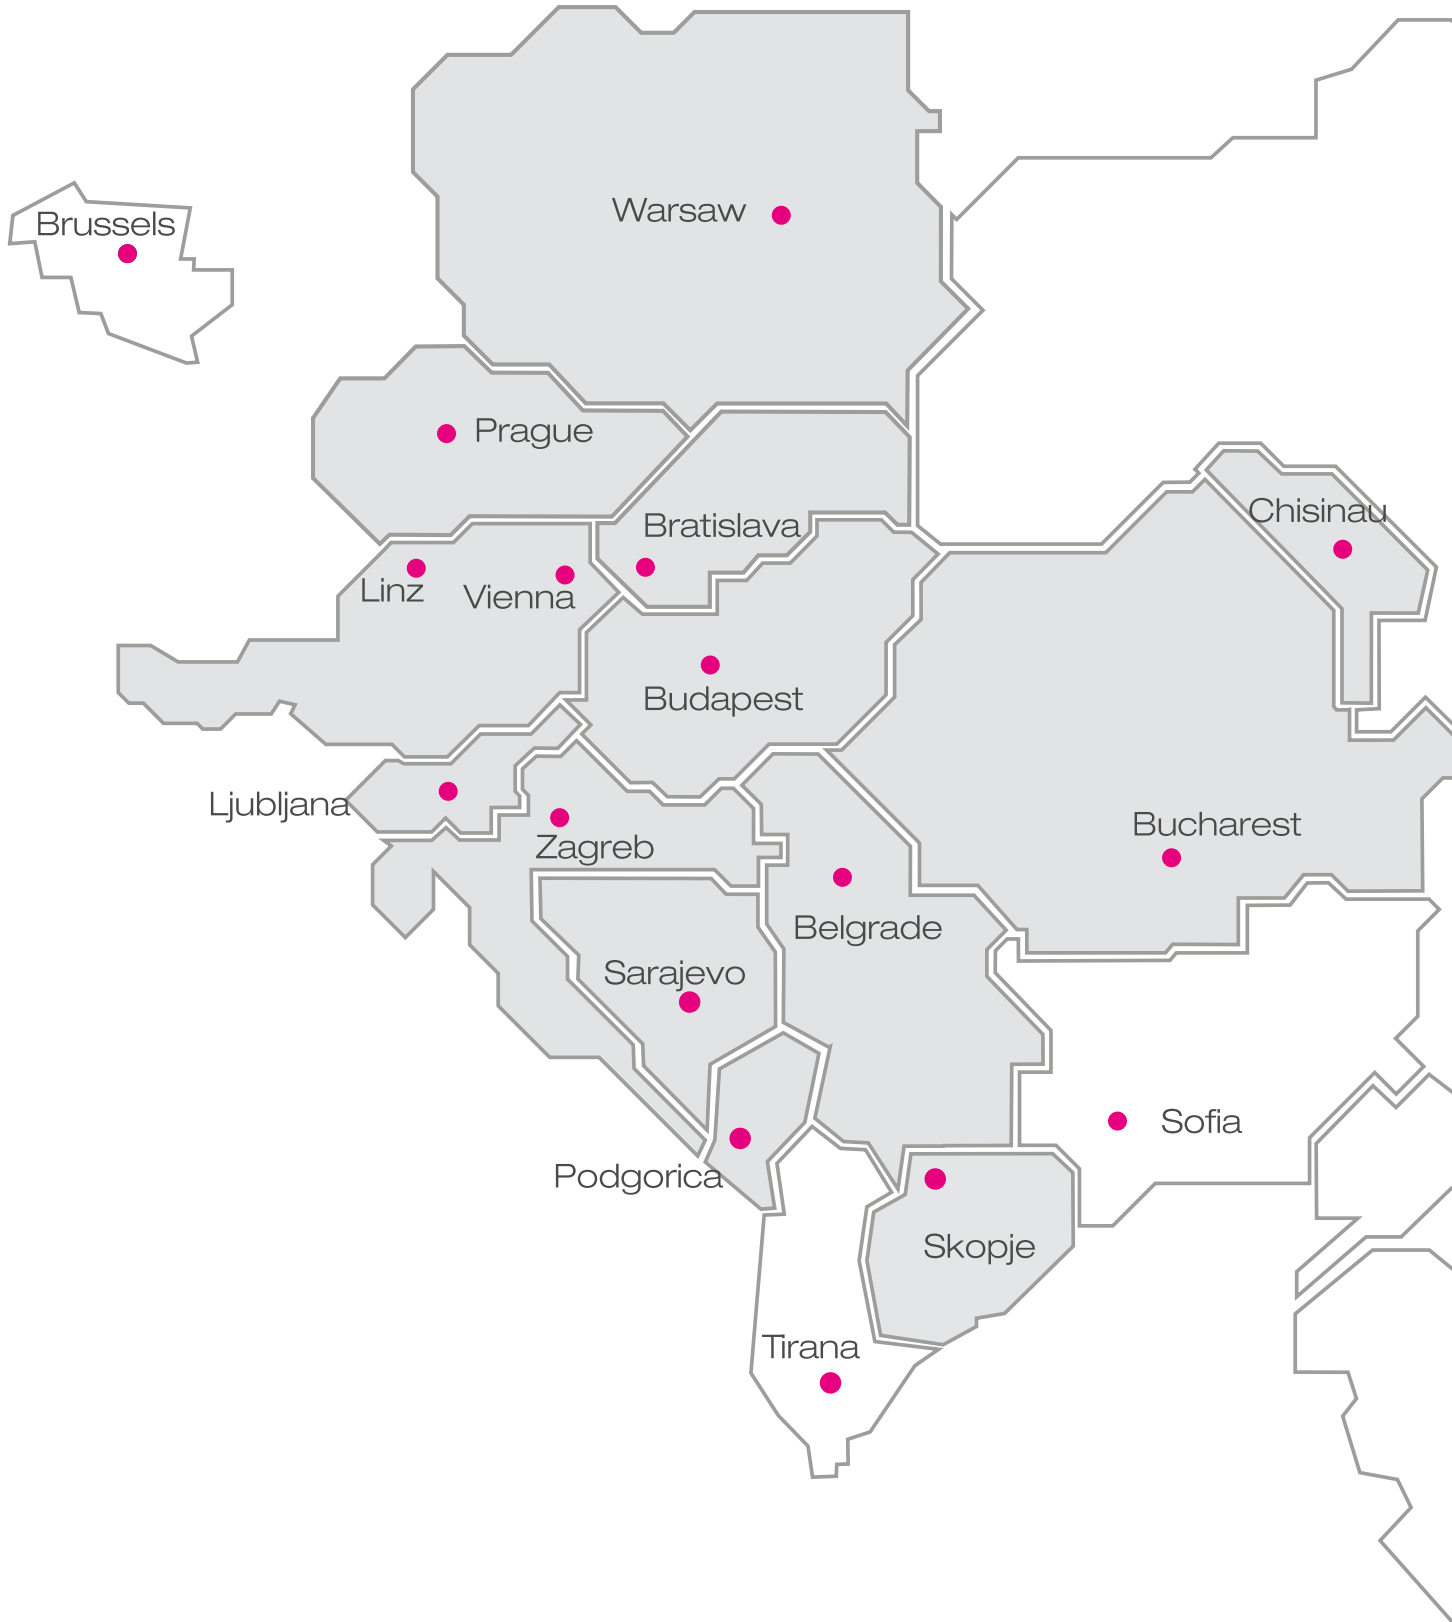 Warsaw
Brussels
Prague
Chisinau
Bratislava
Linz
Vienna
Budapest
Ljubljana
Bucharest
Zagreb
Belgrade
Sarajevo
Sofia
Podgorica
Skopje
Tirana